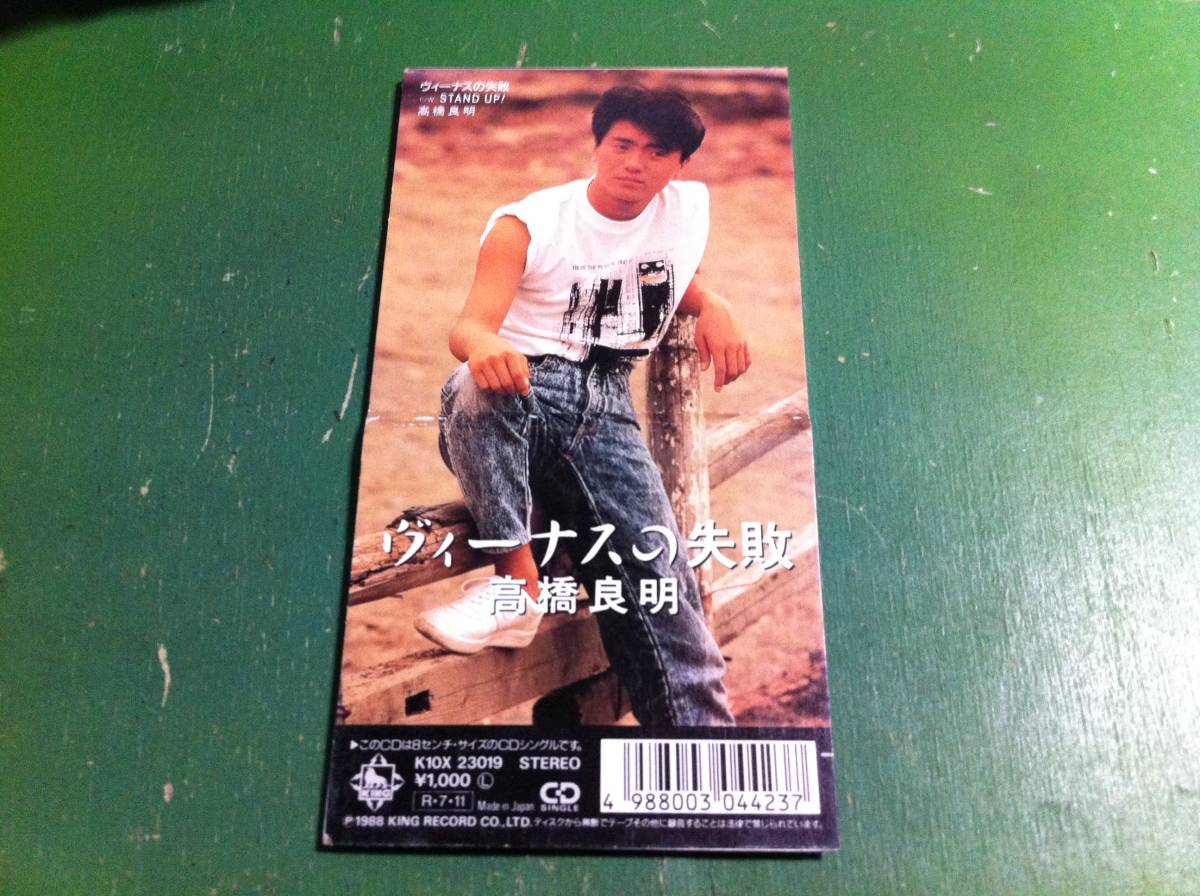 ヴィーナスの失敗
c/w STAND UP!
高橋良明
ヴィーナスの失敗
高橋良明
▶このCDは8センチ・サイズのCDシングルです。
K10X 23019 STEREO
¥1,000 Ⓛ
KING
R・7・11 Made in Japan CD SINGLE
4 988003 044237
℗1988 KING RECORD CO., LTD. ディスクから無断でテープその他に録音することは法律で禁じられています。